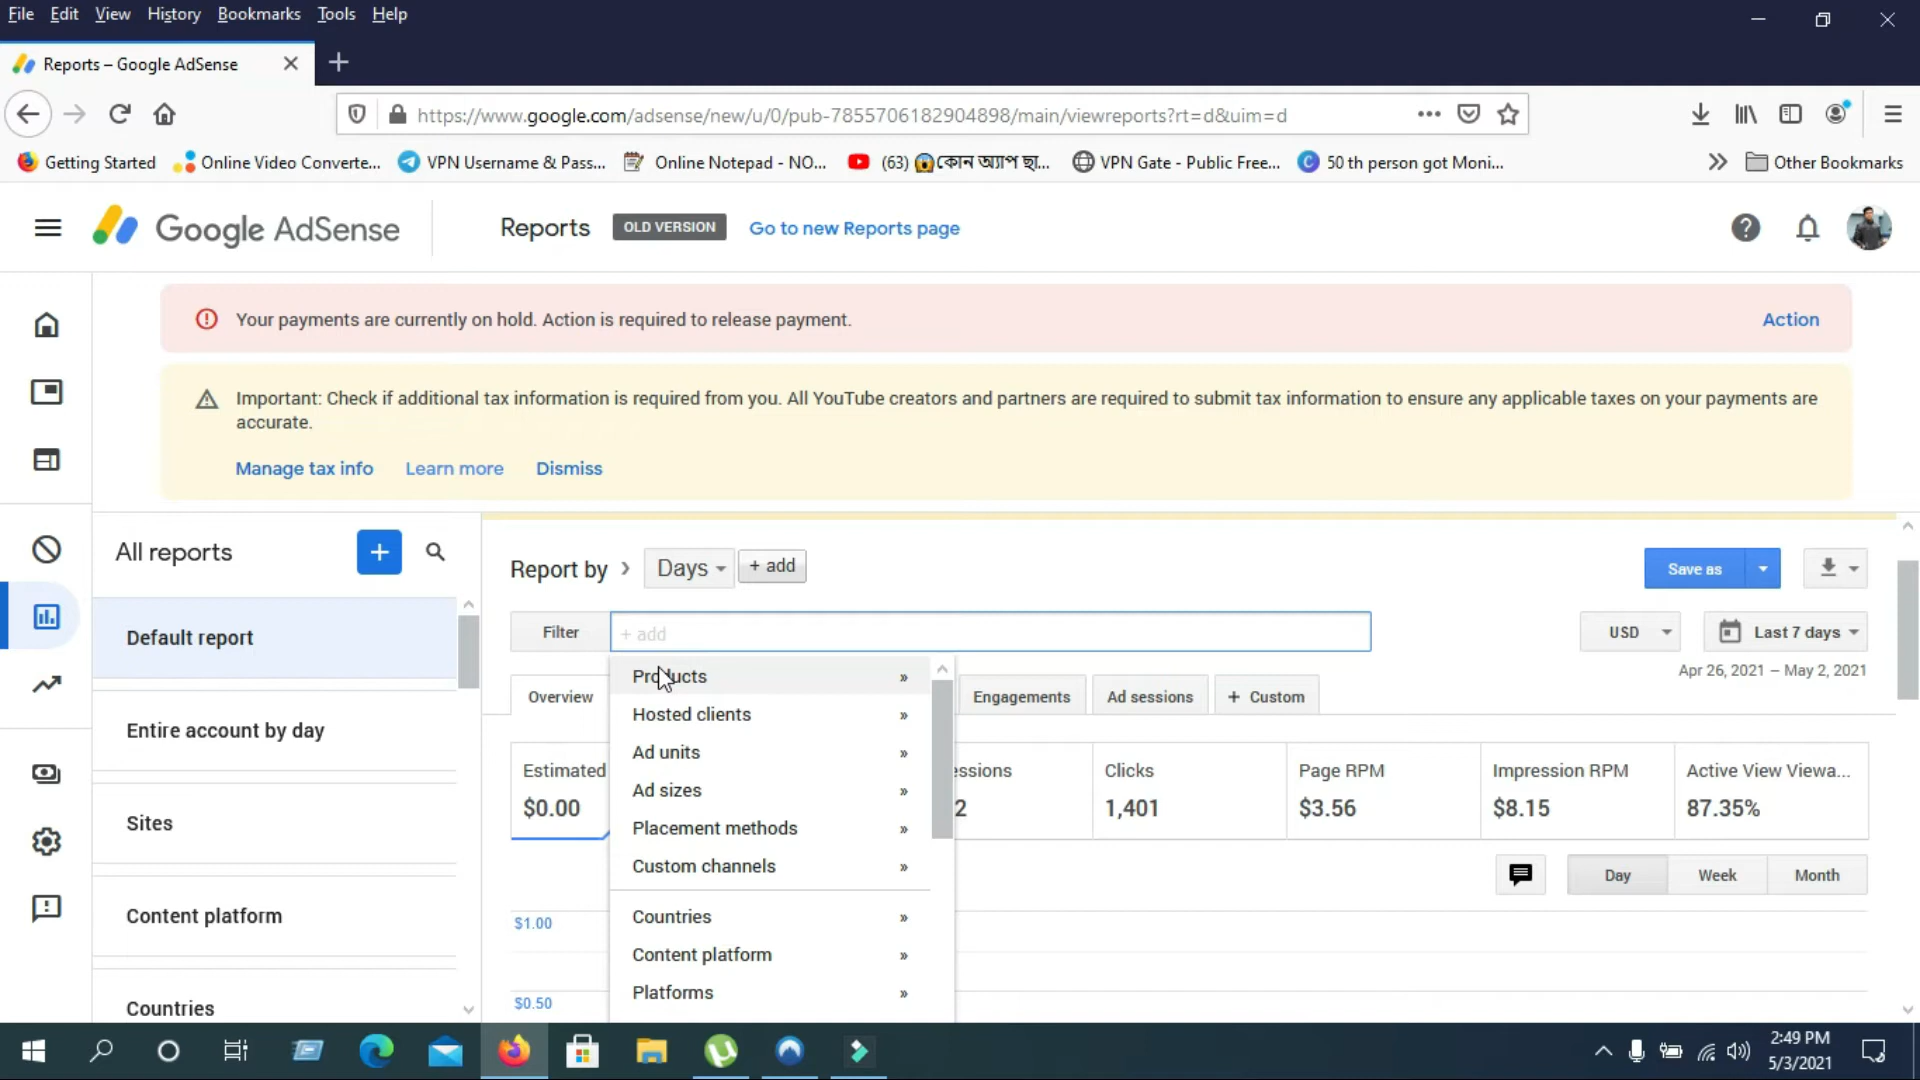 File Edit View History Bookmarks Tools Help
Reports – Google AdSense
https://www.google.com/adsense/new/u/0/pub-7855706182904898/main/viewreports?rt=d&uim=d
Getting Started Online Video Converte... VPN Username & Pass... Online Notepad - NO... (63) 😱কোন অ্যাপ ছা... VPN Gate - Public Free... 50 th person got Moni... Other Bookmarks
Google AdSense Reports OLD VERSION Go to new Reports page
Your payments are currently on hold. Action is required to release payment. Action
Important: Check if additional tax information is required from you. All YouTube creators and partners are required to submit tax information to ensure any applicable taxes on your payments are
accurate.
Manage tax info Learn more Dismiss
All reports
Default report
Entire account by day
Sites
Content platform
Countries
Report by › Days + add Save as
Filter + add USD Last 7 days
Apr 26, 2021 – May 2, 2021
Overview Engagements Ad sessions + Custom
Products »
Hosted clients »
Ad units »
Ad sizes »
Placement methods »
Custom channels »
Countries »
Content platform »
Platforms »
Estimated essions Clicks Page RPM Impression RPM Active View Viewa...
$0.00 2 1,401 $3.56 $8.15 87.35%
Day Week Month
$1.00
$0.50
2:49 PM
5/3/2021